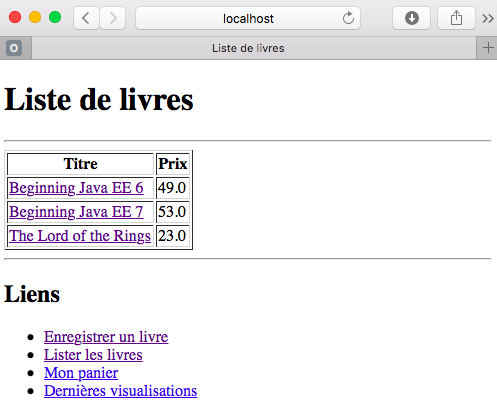 localhost
O
Liste de livres
Liste de livres
Titre Prix
Beginning Java EE 6 49.0
Beginning Java EE 7 53.0
The Lord of the Rings 23.0
Liens
Enregistrer un livre
Lister les livres
Mon panier
Dernières visualisations